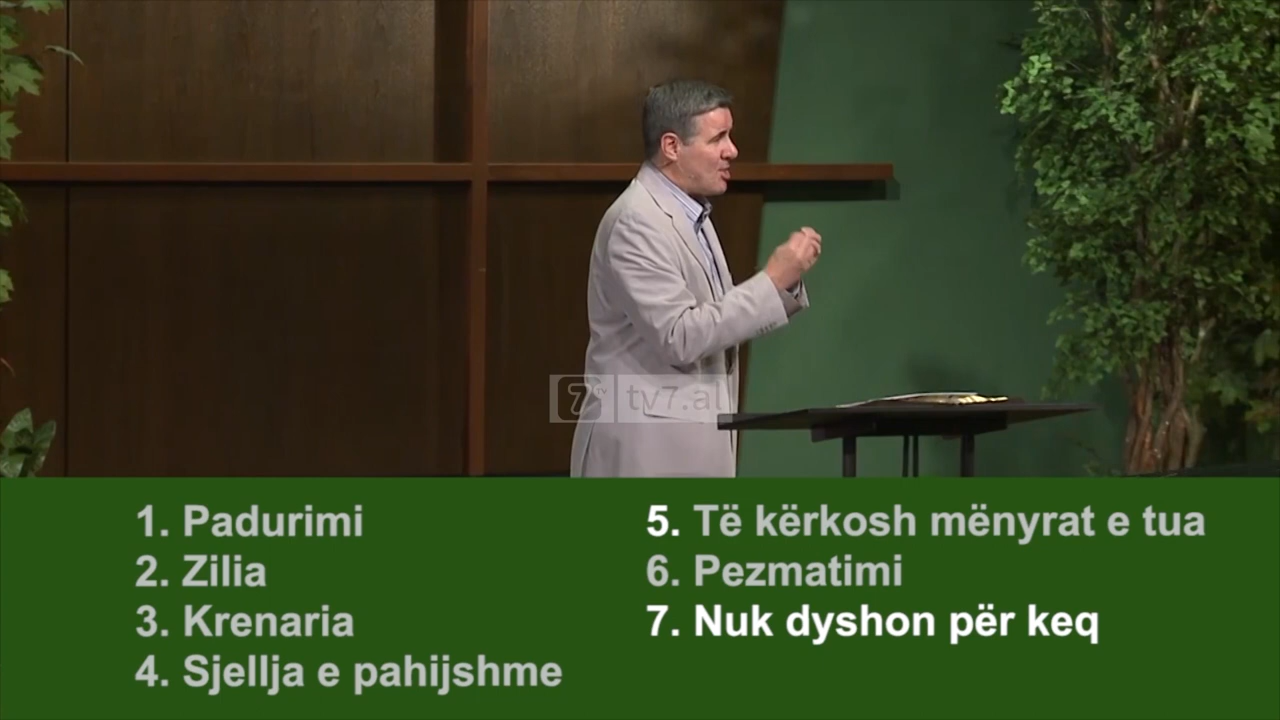 7tv tv7.al
1. Padurimi
2. Zilia
3. Krenaria
4. Sjellja e pahijshme
5. Të kërkosh mënyrat e tua
6. Pezmatimi
7. Nuk dyshon për keq